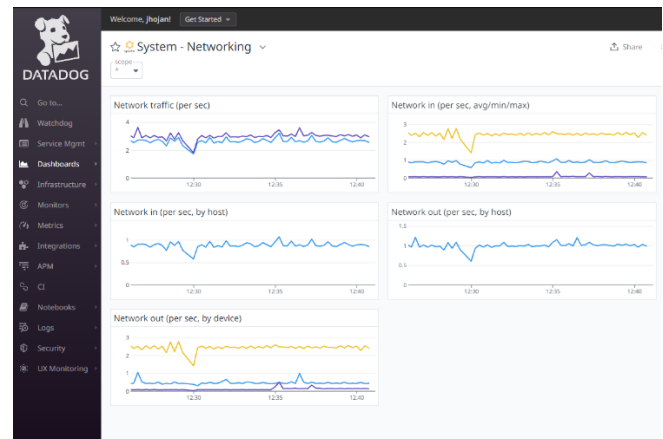 DATADOG
Go to...
Watchdog
Service Mgmt
Dashboards
Infrastructure
Monitors
Metrics
Integrations
APM
CI
Notebooks
Logs
Security
UX Monitoring
Welcome, Jhojan! Get Started
System - Networking
Share
scope
*
Network traffic (per sec)
4
2
0
12:30 12:35 12:40
Network in (per sec, avg/min/max)
3
2
1
0
12:30 12:35 12:40
Network in (per sec, by host)
1
0.5
0
12:30 12:35 12:40
Network out (per sec, by host)
1.5
1
0.5
0
12:30 12:35 12:40
Network out (per sec, by device)
3
2
1
0
12:30 12:35 12:40